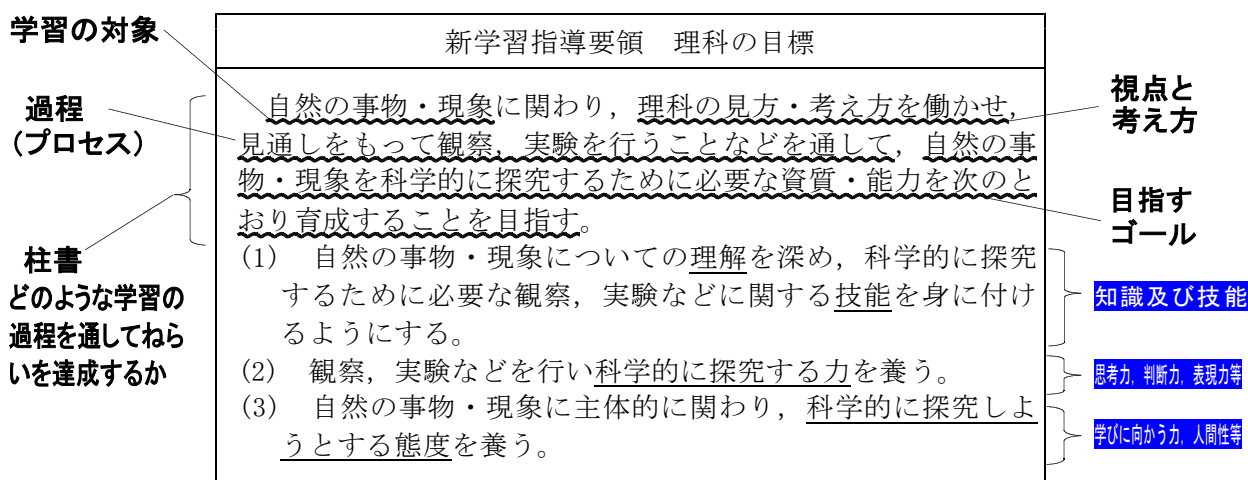 学習の対象
過程
(プロセス)
柱書
どのような学習の
過程を通してねら
いを達成するか
新学習指導要領　理科の目標
自然の事物・現象に関わり，理科の見方・考え方を働かせ，
見通しをもって観察，実験を行うことなどを通して，自然の事
物・現象を科学的に探究するために必要な資質・能力を次のと
おり育成することを目指す。
(1)　自然の事物・現象についての理解を深め，科学的に探究
するために必要な観察，実験などに関する技能を身に付け
るようにする。
(2)　観察，実験などを行い科学的に探究する力を養う。
(3)　自然の事物・現象に主体的に関わり，科学的に探究しよ
うとする態度を養う。
視点と
考え方
目指す
ゴール
知識及び技能
思考力，判断力，表現力等
学びに向かう力，人間性等